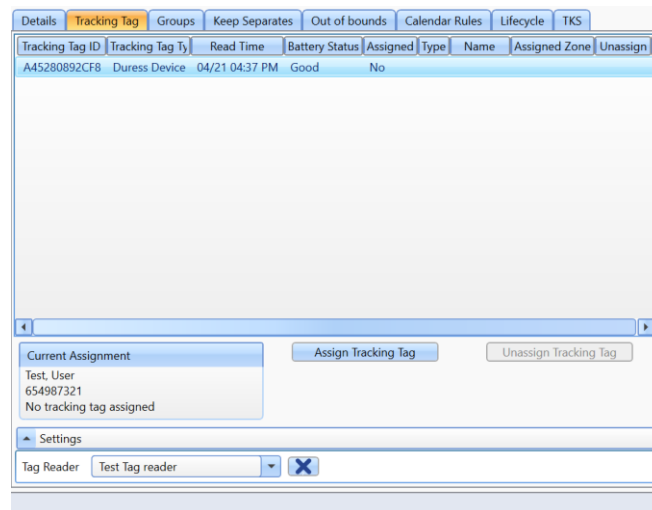 Details Tracking Tag Groups Keep Separates Out of bounds Calendar Rules Lifecycle TKS
Tracking Tag ID Tracking Tag Ty Read Time Battery Status Assigned Type Name Assigned Zone Unassign
A45280892CF8 Duress Device 04/21 04:37 PM Good No
Current Assignment Assign Tracking Tag Unassign Tracking Tag
Test, User
654987321
No tracking tag assigned
Settings
Tag Reader Test Tag reader